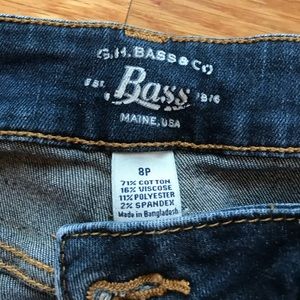 G.H. BASS & CO
EST. Bass 1876
MAINE, USA
8P
71% COTTON
16% VISCOSE
11% POLYESTER
2% SPANDEX
Made in Bangladesh